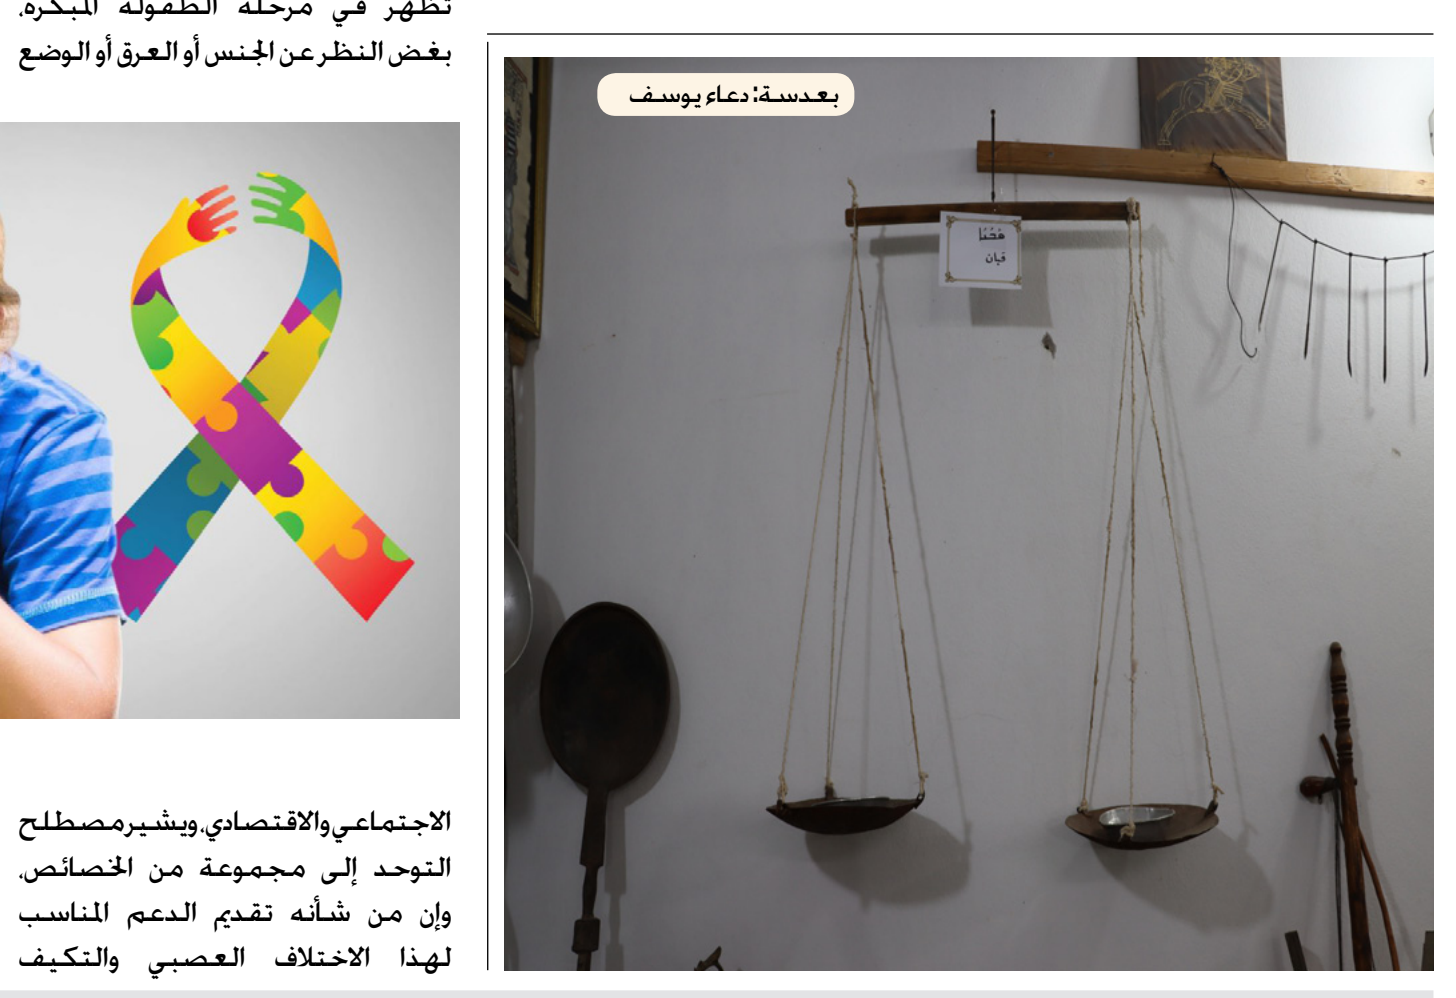 بعدسة: دعاء يوسف
قبان
تظهر في مرحلة الطفولة المبكرة،
بغض النظر عن الجنس أو العرق أو الوضع
الاجتماعي والاقتصادي، ويشير مصطلح
التوحد إلى مجموعة من الخصائص،
وإن من شأنه تقديم الدعم المناسب
لهذا الاختلاف العصبي والتكيف